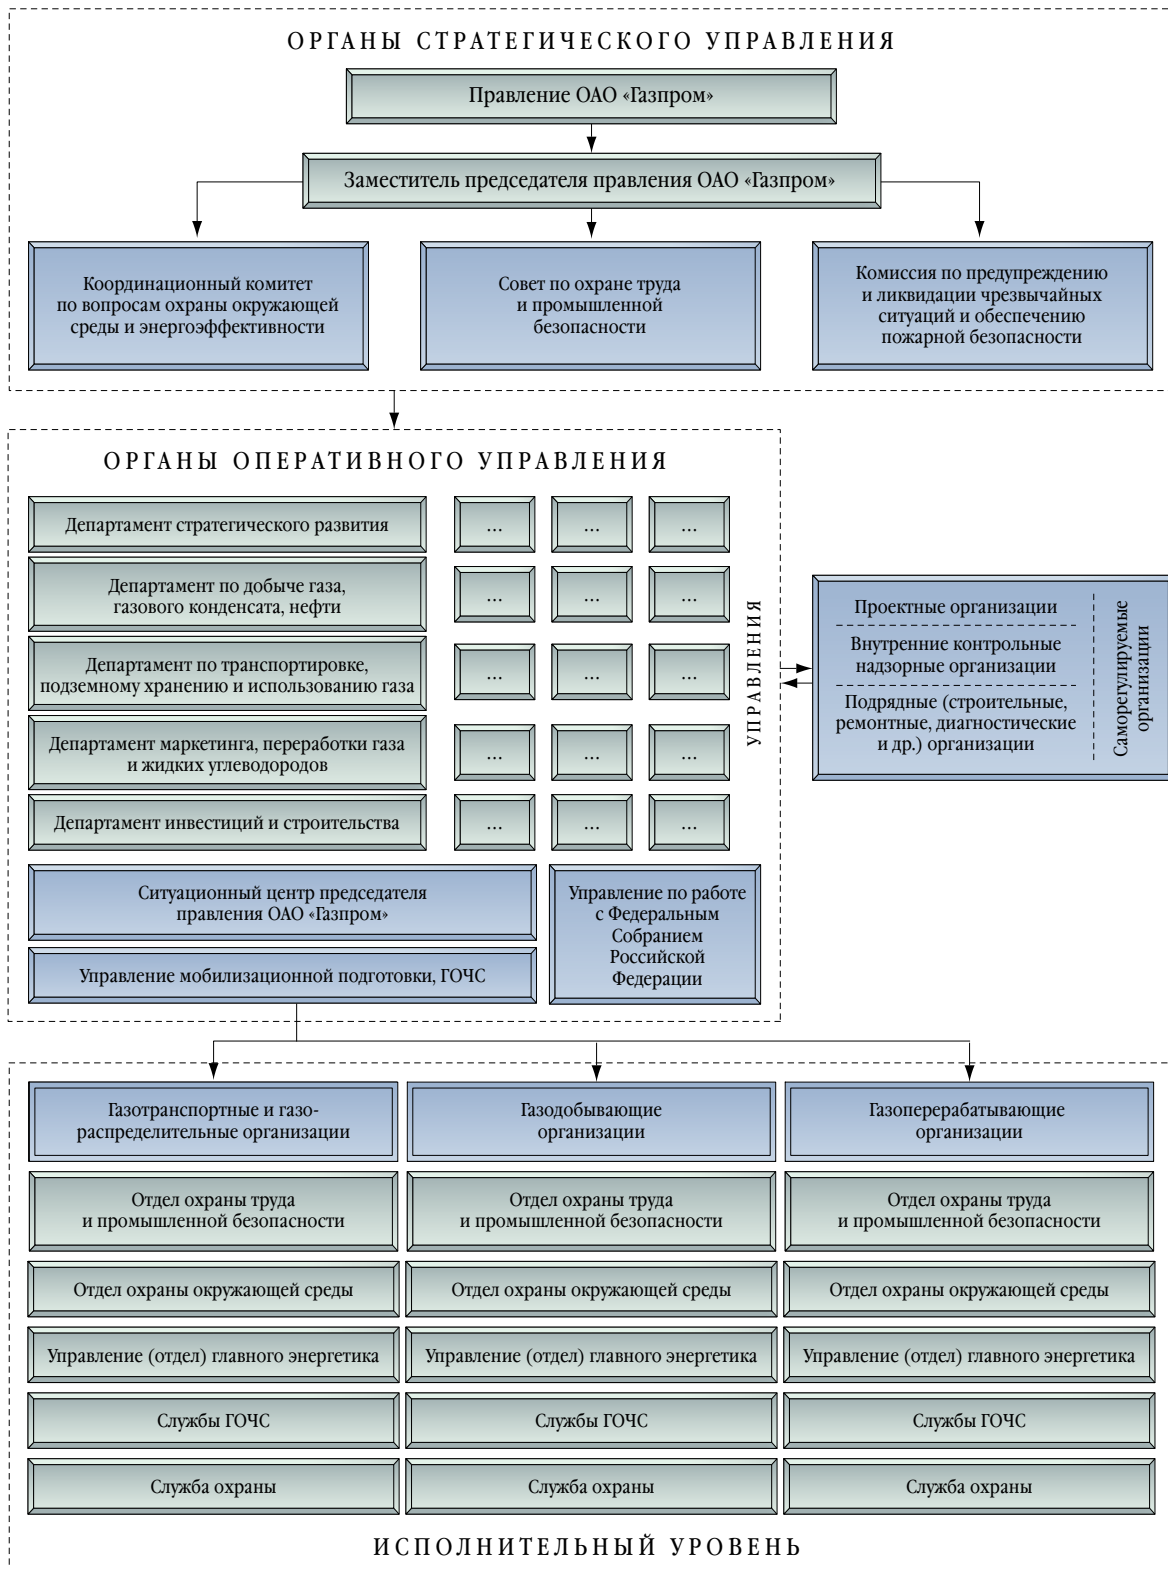 ОРГАНЫ СТРАТЕГИЧЕСКОГО УПРАВЛЕНИЯ
Правление ОАО «Газпром»
Заместитель председателя правления ОАО «Газпром»
Координационный комитет
по вопросам охраны окружающей
среды и энергоэффективности
Совет по охране труда
и промышленной
безопасности
Комиссия по предупреждению
и ликвидации чрезвычайных
ситуаций и обеспечению
пожарной безопасности
ОРГАНЫ ОПЕРАТИВНОГО УПРАВЛЕНИЯ
Департамент стратегического развития
...
...
...
Департамент по добыче газа,
газового конденсата, нефти
...
...
...
Департамент по транспортировке,
подземному хранению и использованию газа
...
...
...
Департамент маркетинга, переработки газа
и жидких углеводородов
...
...
...
Департамент инвестиций и строительства
...
...
...
УПРАВЛЕНИЯ
Ситуационный центр председателя
правления ОАО «Газпром»
Управление мобилизационной подготовки, ГОЧС
Управление по работе
с Федеральным
Собранием
Российской
Федерации
Проектные организации
Внутренние контрольные
надзорные организации
Подрядные (строительные,
ремонтные, диагностические
и др.) организации
Саморегулируемые
организации
Газотранспортные и газо-
распределительные организации
Отдел охраны труда
и промышленной безопасности
Отдел охраны окружающей среды
Управление (отдел) главного энергетика
Службы ГОЧС
Служба охраны
Газодобывающие
организации
Отдел охраны труда
и промышленной безопасности
Отдел охраны окружающей среды
Управление (отдел) главного энергетика
Службы ГОЧС
Служба охраны
Газоперерабатывающие
организации
Отдел охраны труда
и промышленной безопасности
Отдел охраны окружающей среды
Управление (отдел) главного энергетика
Службы ГОЧС
Служба охраны
ИСПОЛНИТЕЛЬНЫЙ УРОВЕНЬ